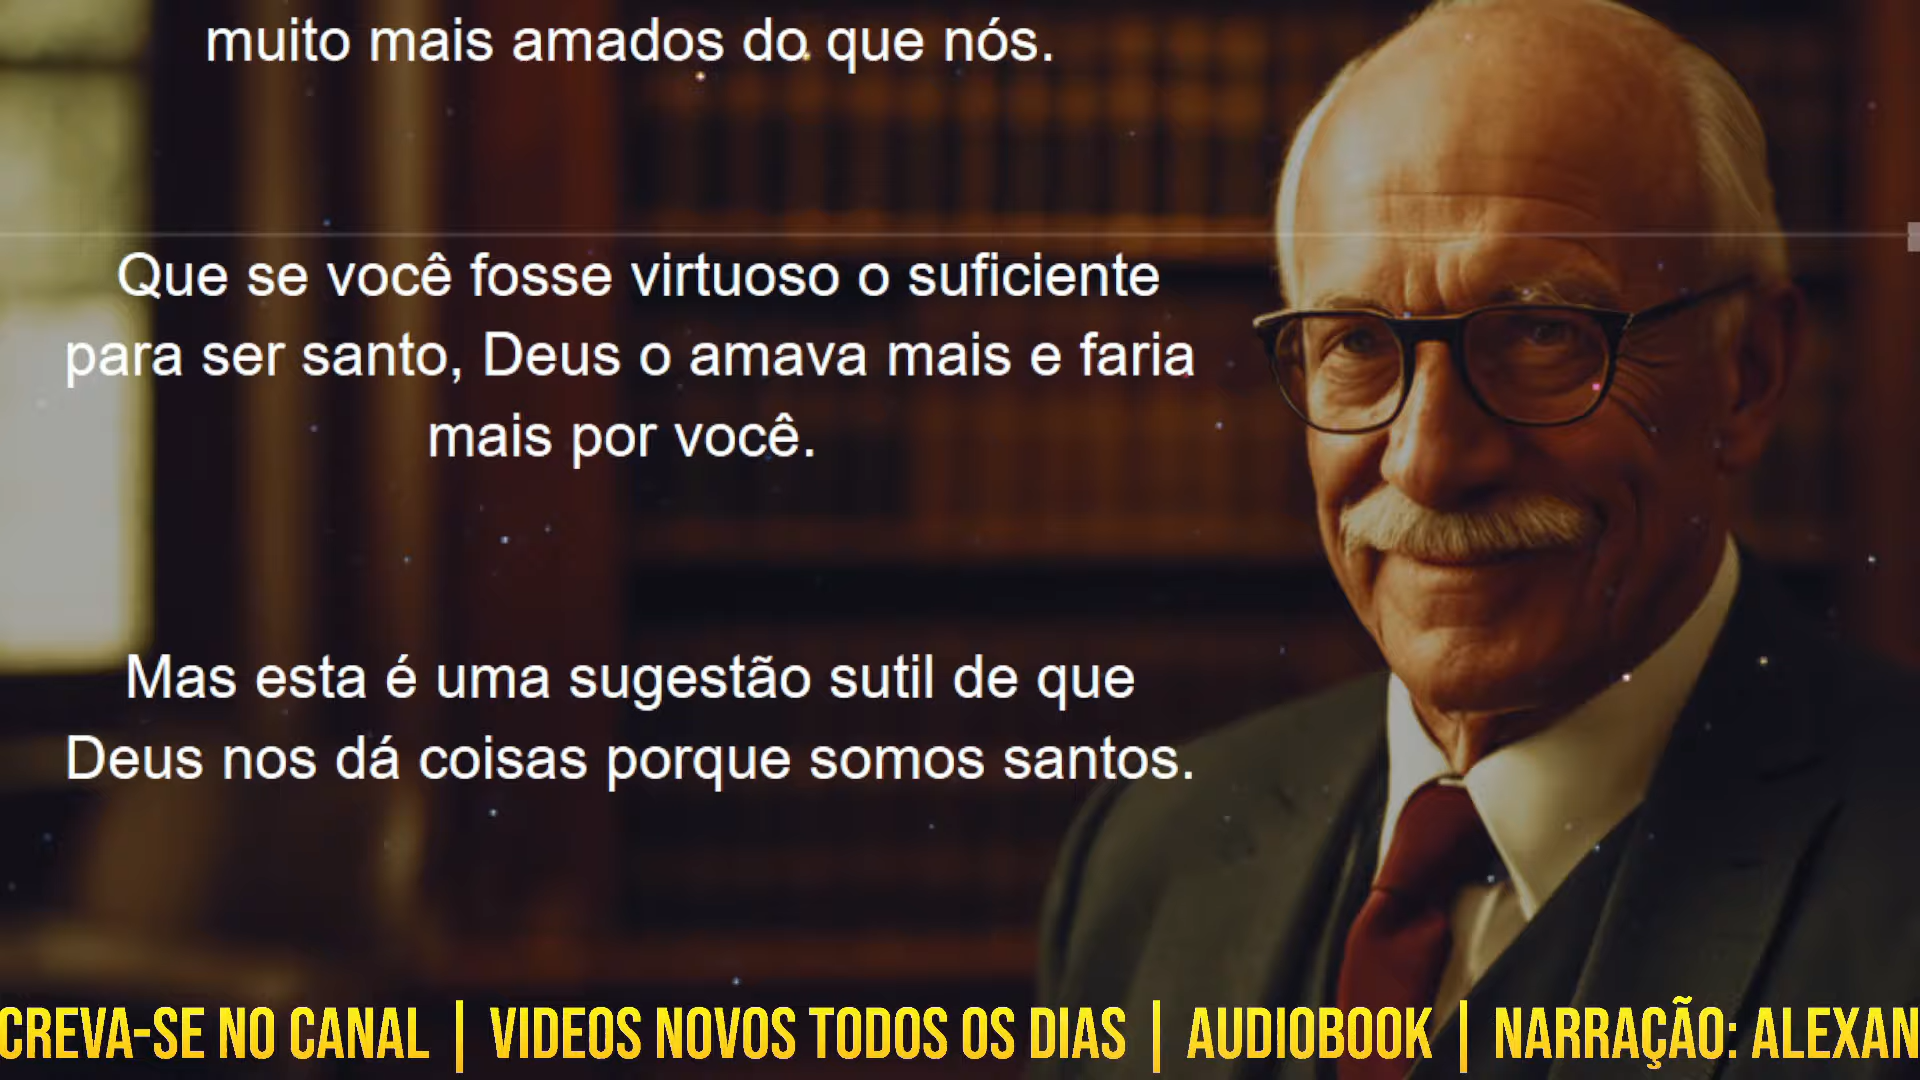 muito mais amados do que nós.
Que se você fosse virtuoso o suficiente
para ser santo, Deus o amava mais e faria
mais por você.
Mas esta é uma sugestão sutil de que
Deus nos dá coisas porque somos santos.
CREVA-SE NO CANAL | VIDEOS NOVOS TODOS OS DIAS | AUDIOBOOK | NARRAÇÃO: ALEXAN